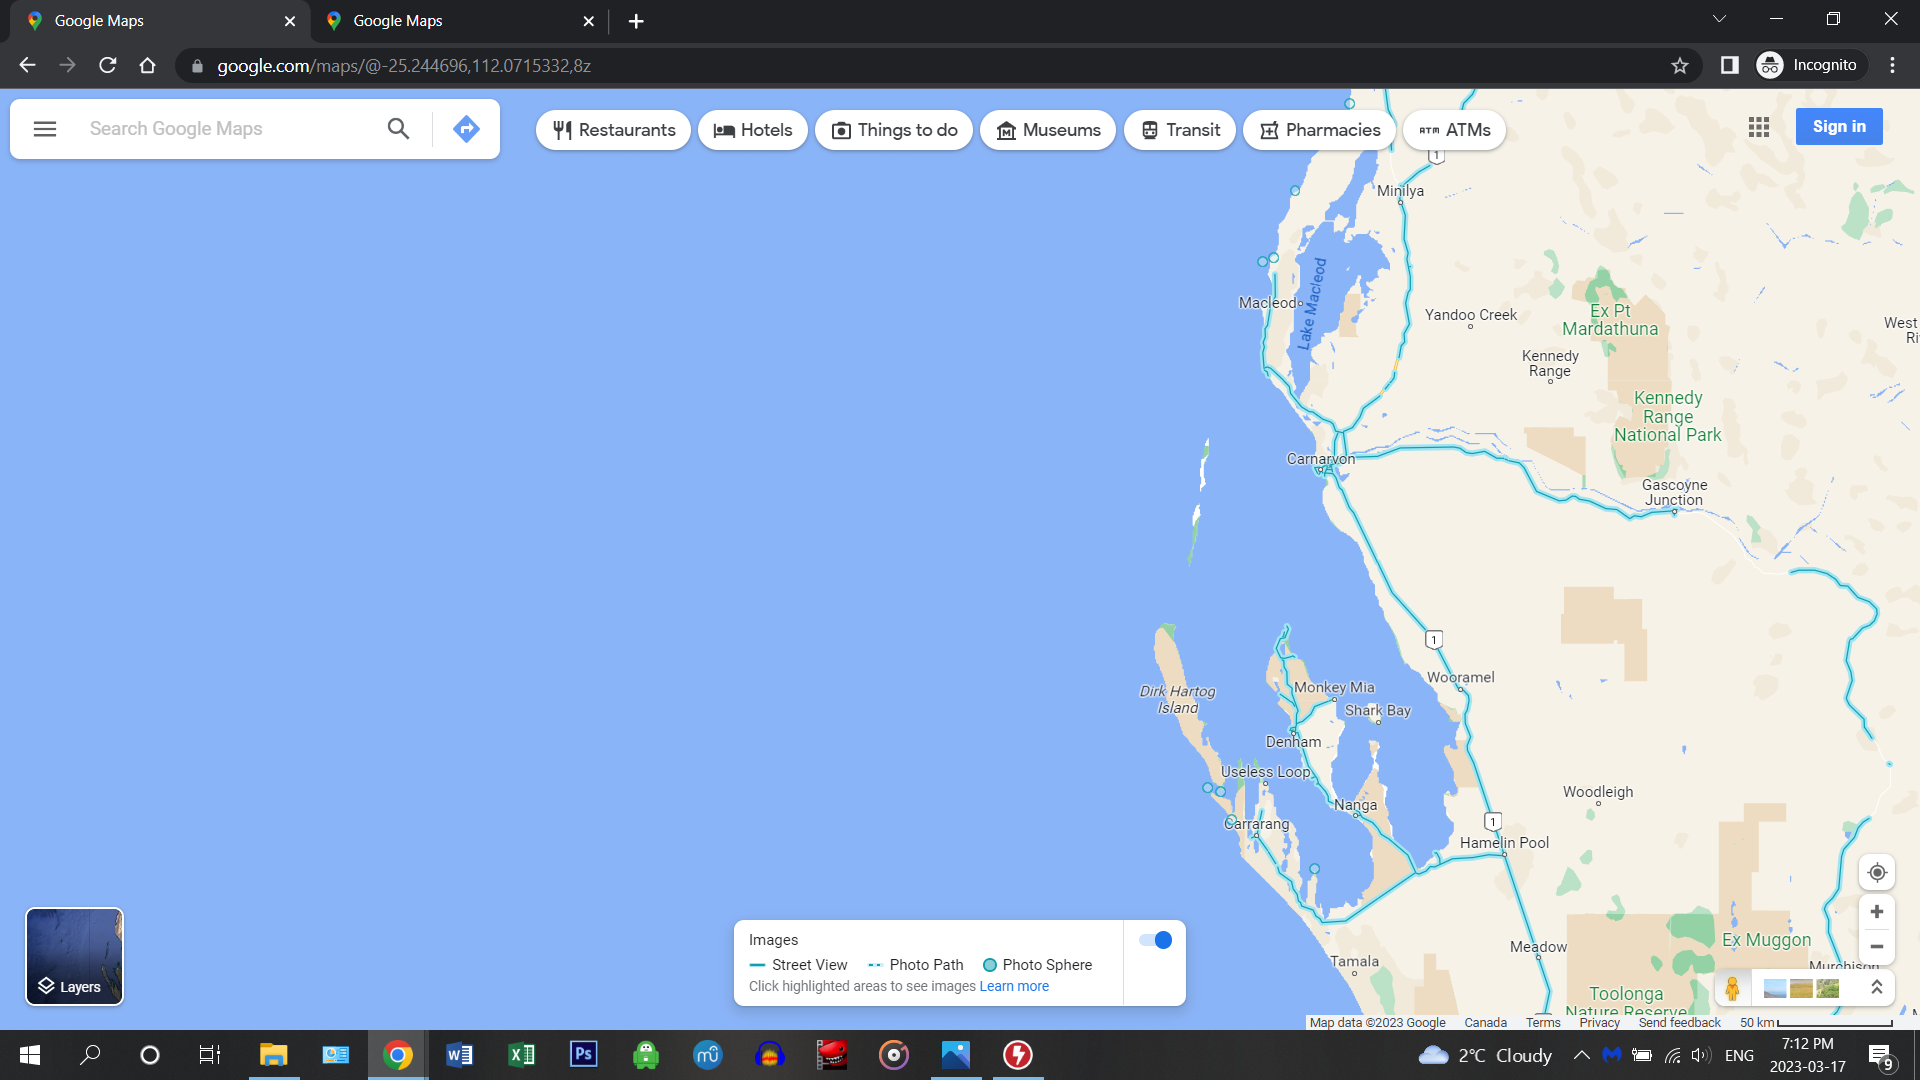 Google Maps
Google Maps
google.com/maps/@-25.244696,112.0715332,8z
Incognito
Search Google Maps
Restaurants
Hotels
Things to do
Museums
Transit
Pharmacies
ATM ATMs
Sign in
1
Minilya
Macleod
Lake Macleod
Yandoo Creek
Ex Pt
Mardathuna
West
Ri
Kennedy
Range
Kennedy
Range
National Park
Carnarvon
Gascoyne
Junction
1
Wooramel
Dirk Hartog
Island
Monkey Mia
Shark Bay
Denham
Useless Loop
Nanga
Carrarang
Woodleigh
1
Hamelin Pool
Meadow
Ex Muggon
Tamala
Murchison
Toolonga
Nature Reserve
Layers
Images
Street View
Photo Path
Photo Sphere
Click highlighted areas to see images Learn more
Map data ©2023 Google
Canada
Terms
Privacy
Send feedback
50 km
2°C Cloudy
ENG
7:12 PM
2023-03-17
9